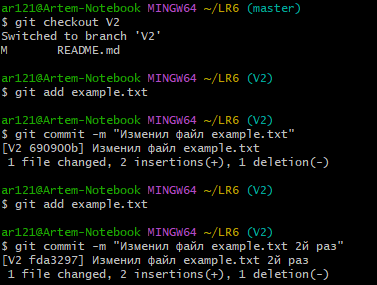 ar121@Artem-Notebook MINGW64 ~/LR6 (master)
$ git checkout V2
Switched to branch 'V2'
M       README.md
ar121@Artem-Notebook MINGW64 ~/LR6 (V2)
$ git add example.txt
ar121@Artem-Notebook MINGW64 ~/LR6 (V2)
$ git commit -m "Изменил файл example.txt"
[V2 690900b] Изменил файл example.txt
 1 file changed, 2 insertions(+), 1 deletion(-)
ar121@Artem-Notebook MINGW64 ~/LR6 (V2)
$ git add example.txt
ar121@Artem-Notebook MINGW64 ~/LR6 (V2)
$ git commit -m "Изменил файл example.txt 2й раз"
[V2 fda3297] Изменил файл example.txt 2й раз
 1 file changed, 2 insertions(+), 1 deletion(-)